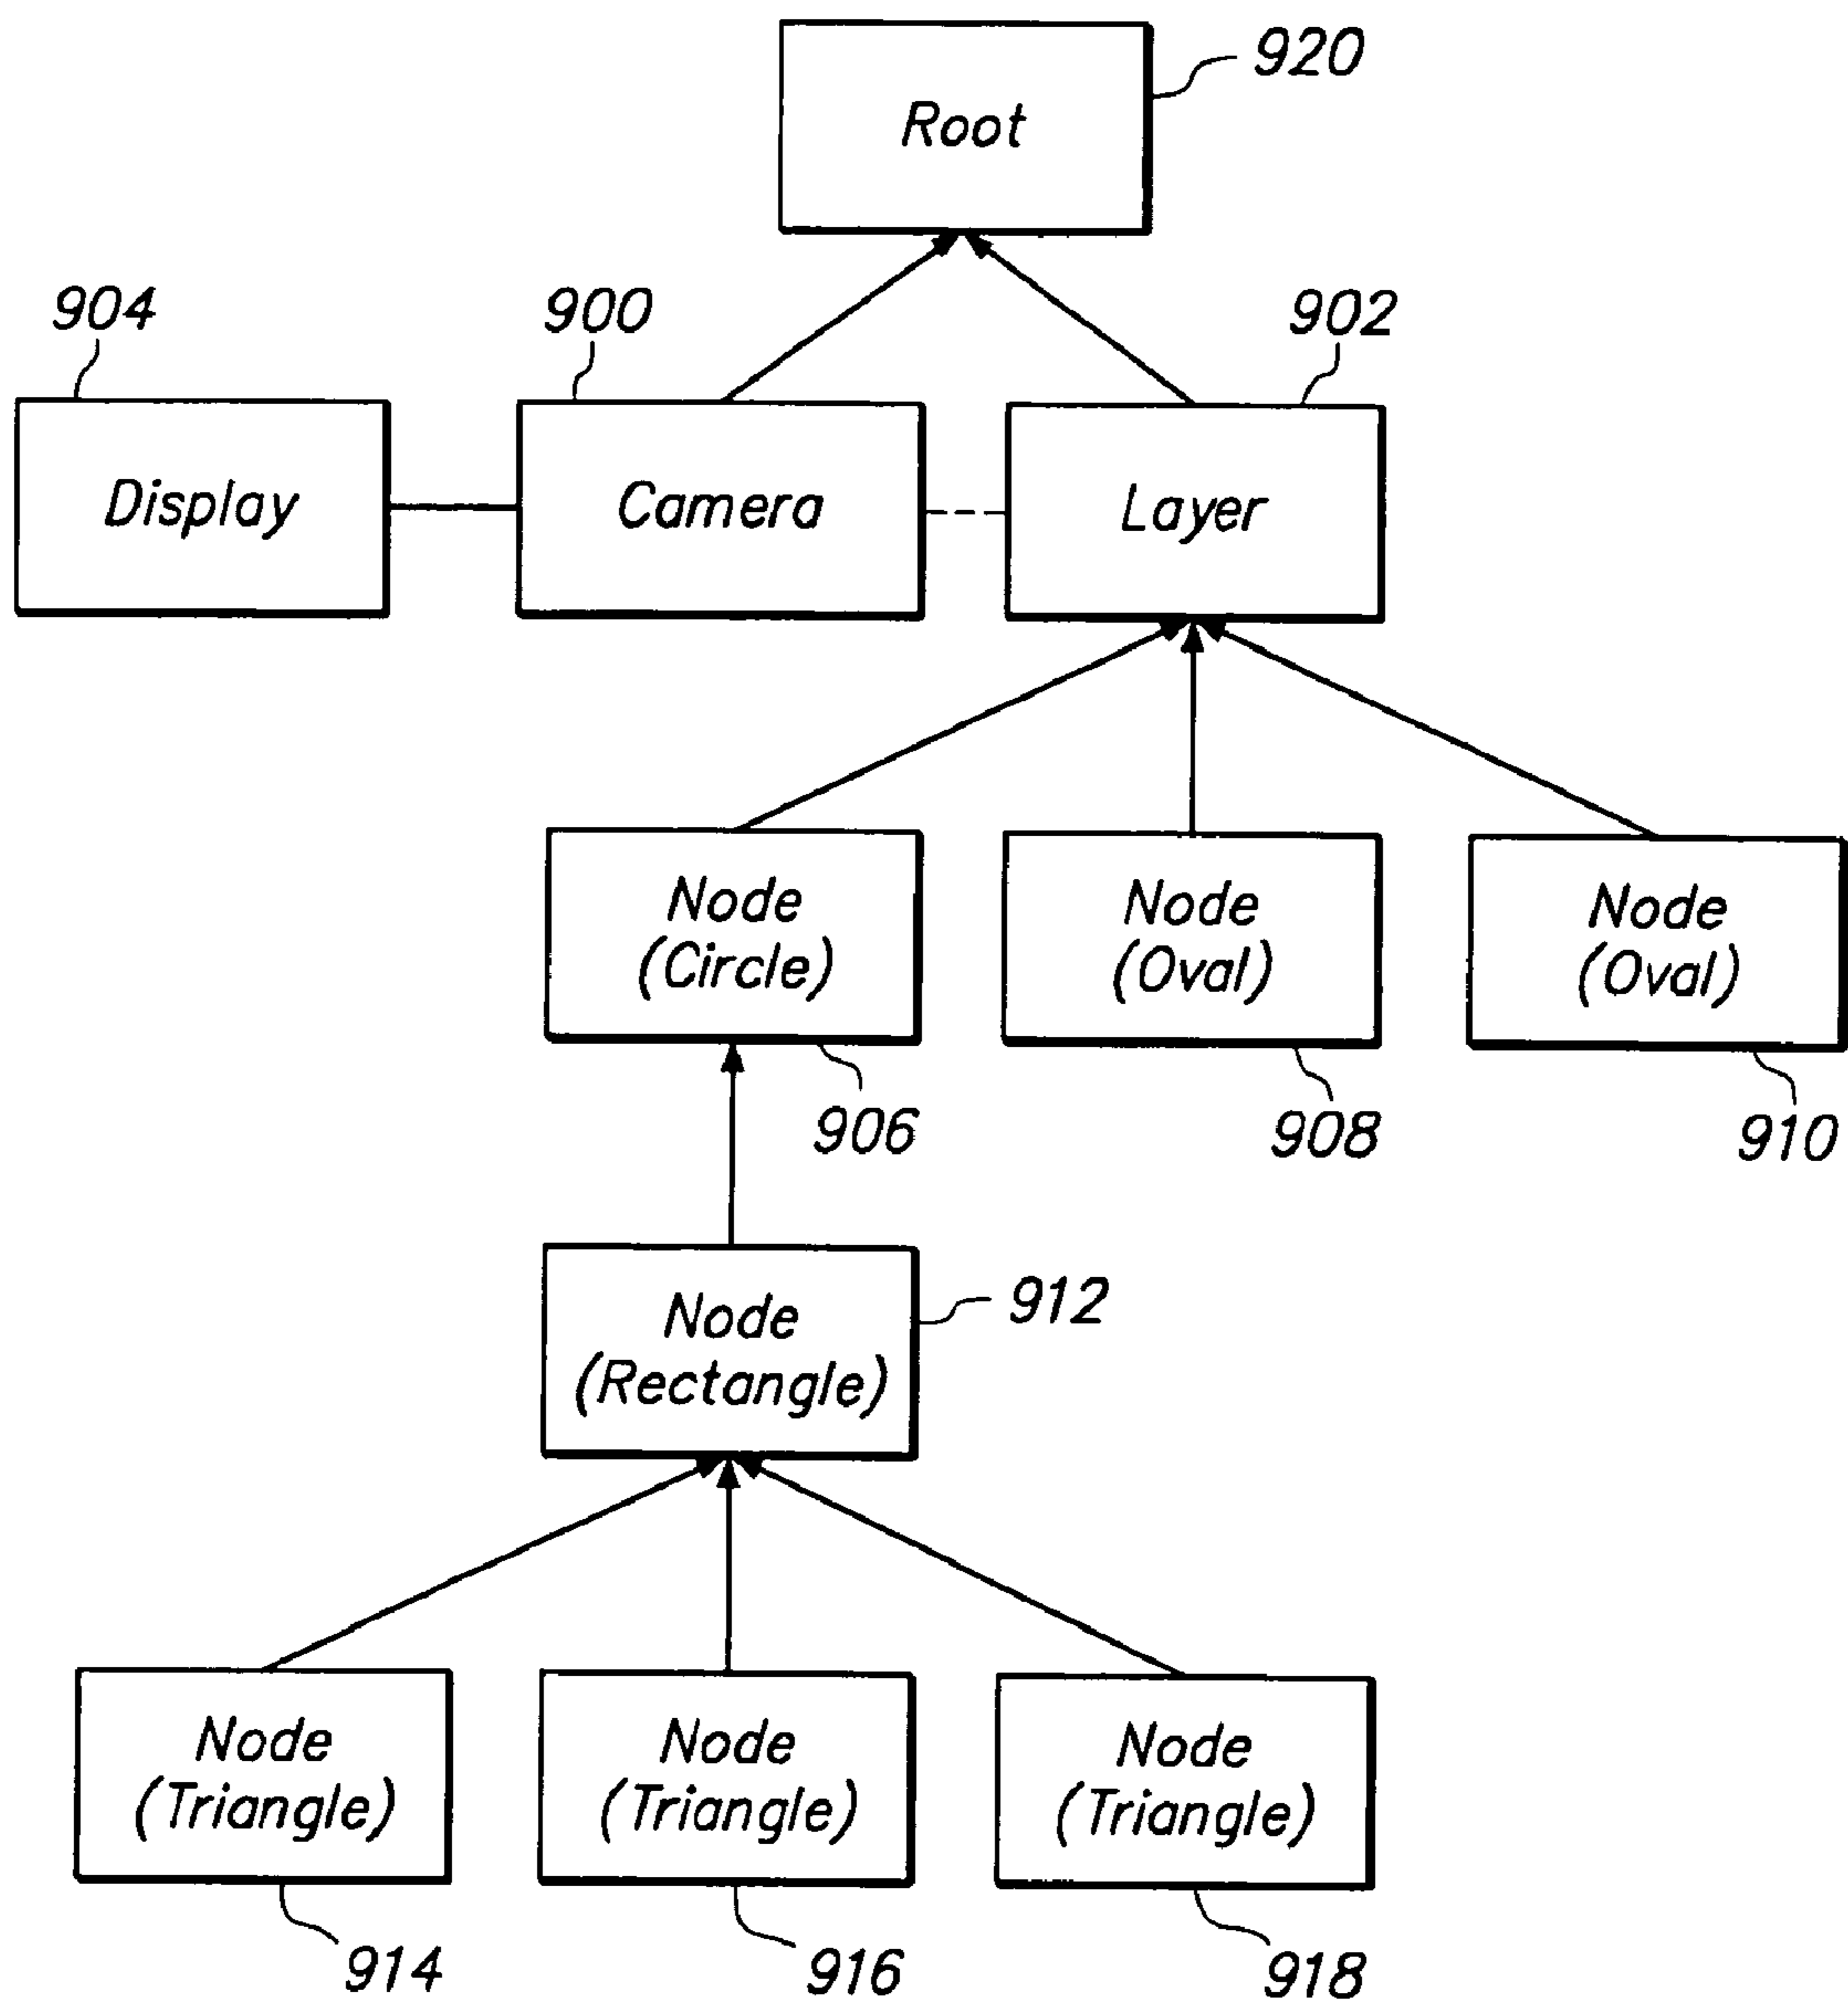 920
Root
904
900
902
Display
Camera
Layer
Node
(Circle)
Node
(Oval)
Node
(Oval)
906
908
910
Node
(Rectangle)
912
Node
(Triangle)
Node
(Triangle)
Node
(Triangle)
914
916
918